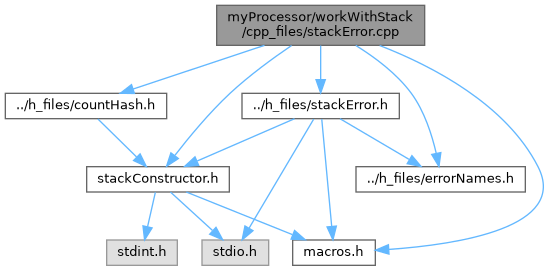 myProcessor/workWithStack
/cpp_files/stackError.cpp
../h_files/countHash.h
../h_files/stackError.h
stackConstructor.h
../h_files/errorNames.h
stdint.h
stdio.h
macros.h